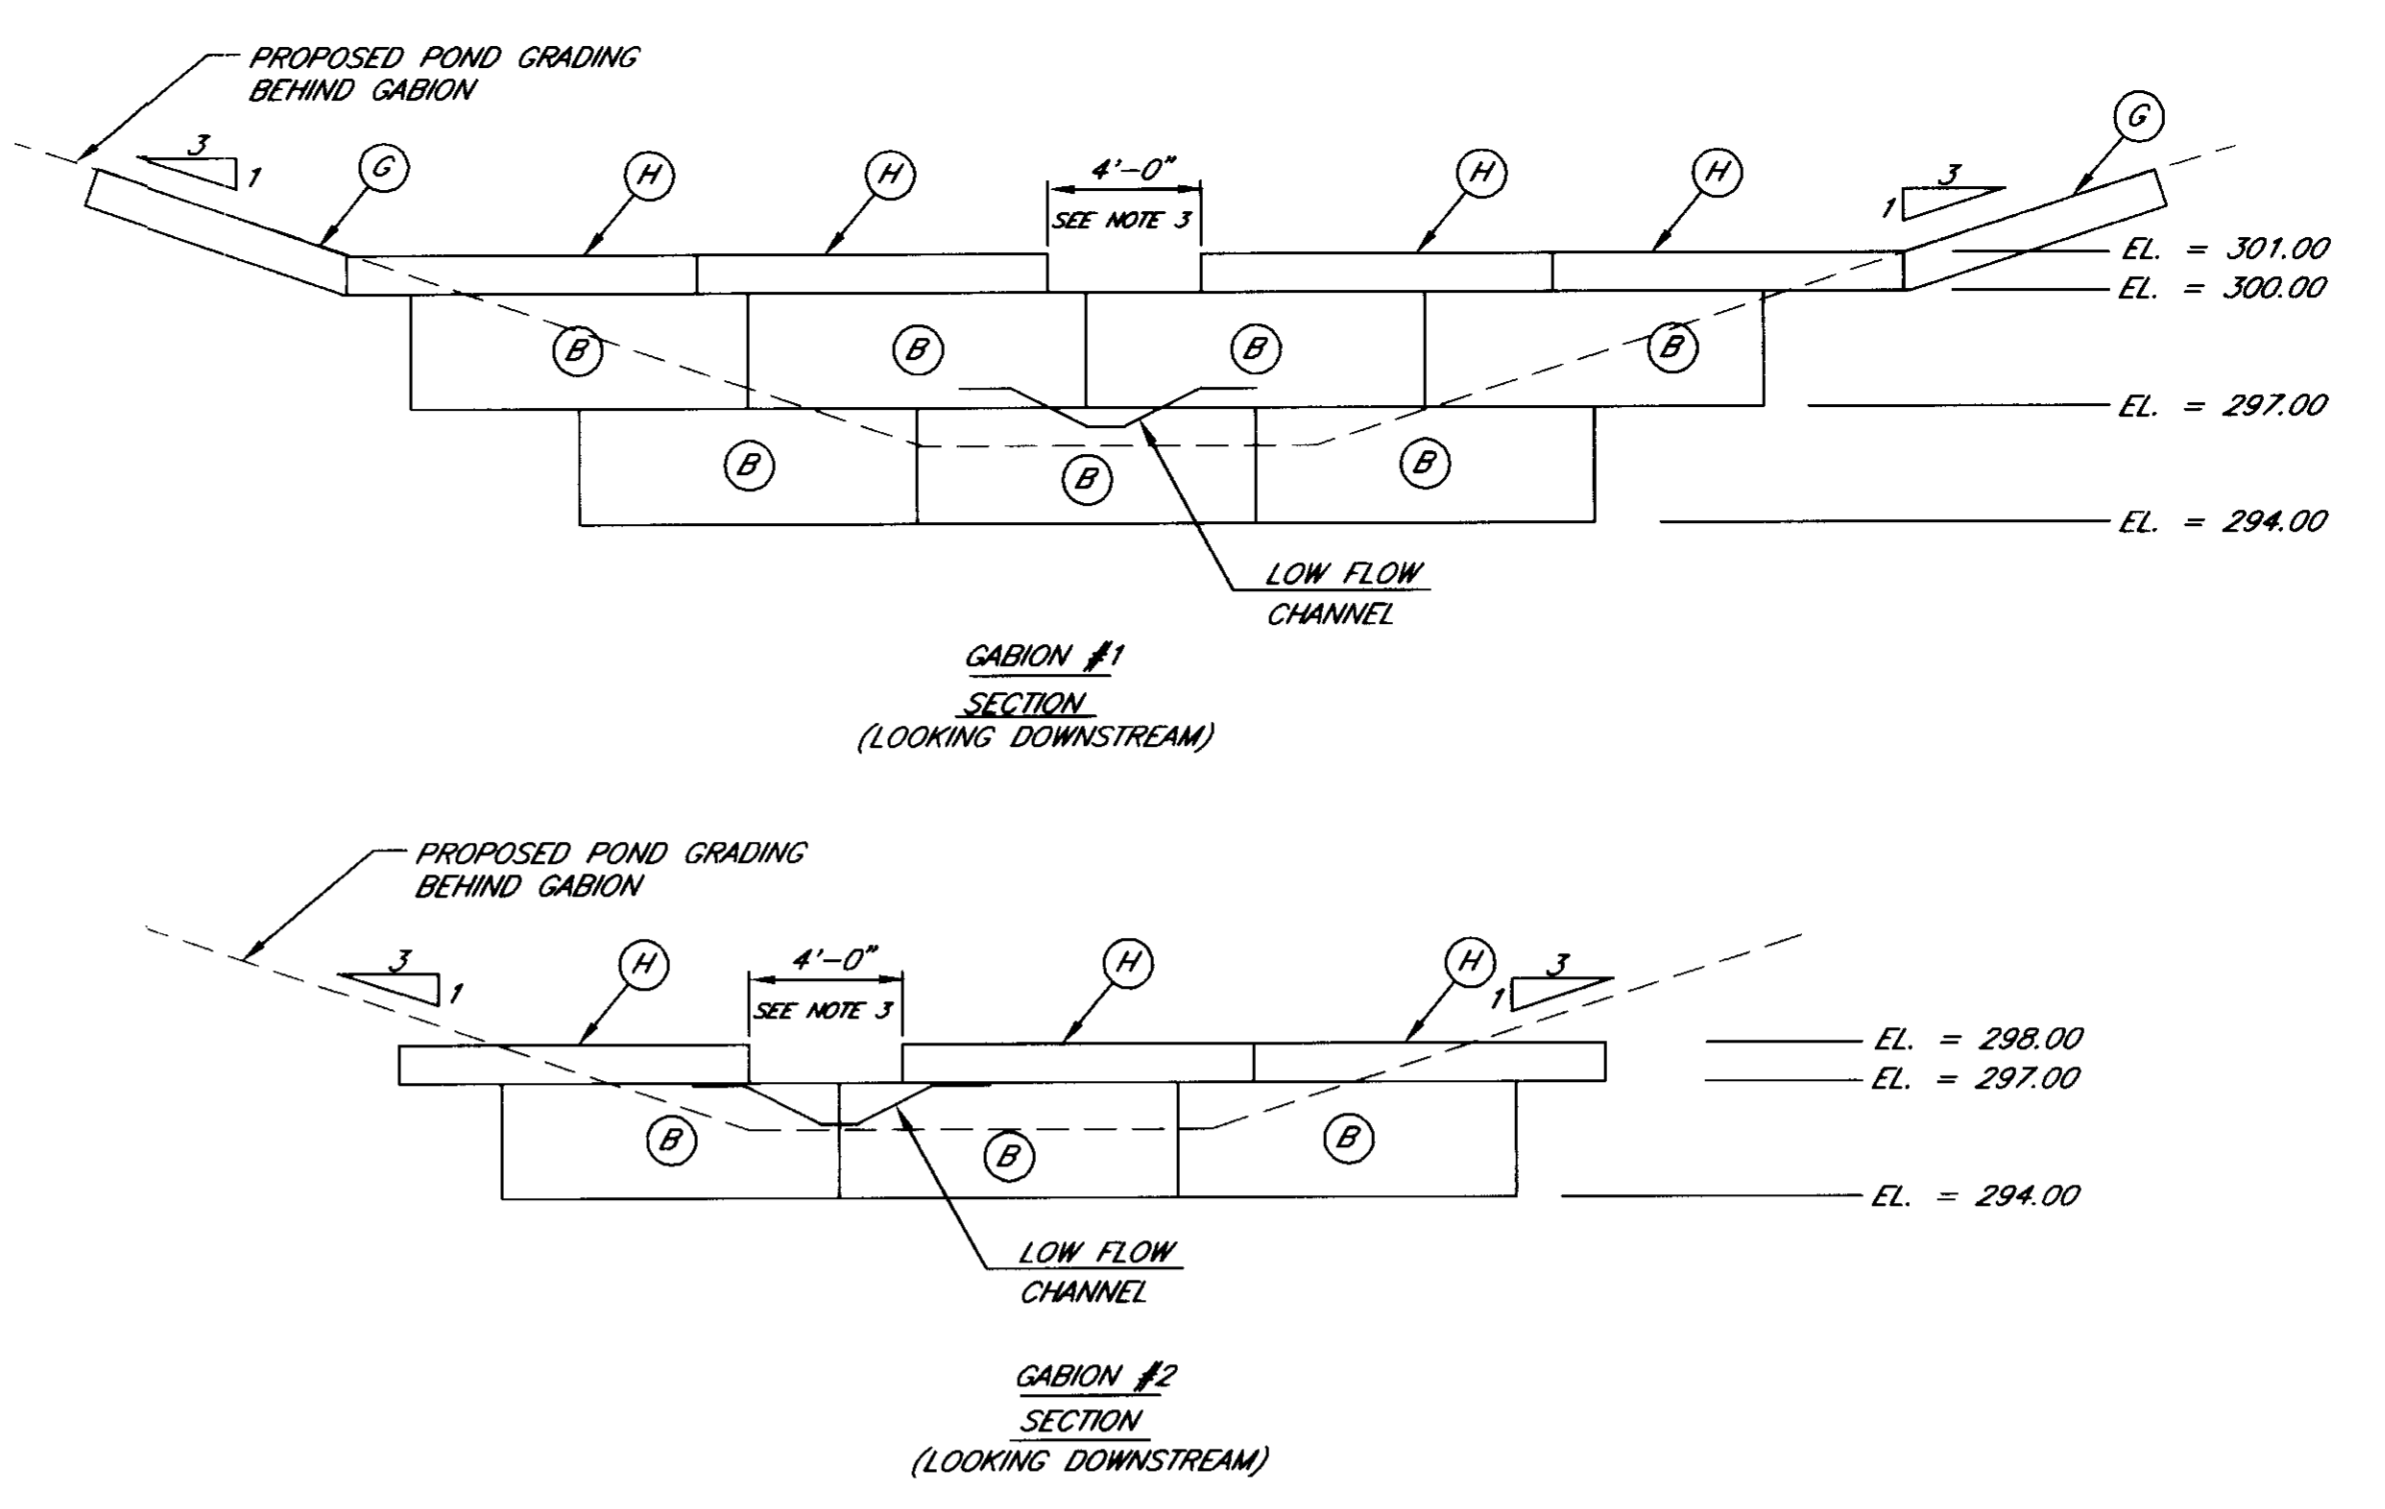 PROPOSED POND GRADING
BEHIND GABION
3
1
G
H
H
4'-0"
SEE NOTE 3
H
H
G
3
1
EL. = 301.00
EL. = 300.00
B
B
B
B
EL. = 297.00
B
B
B
EL. = 294.00
LOW FLOW
CHANNEL
GABION #1
SECTION
(LOOKING DOWNSTREAM)
PROPOSED POND GRADING
BEHIND GABION
3
1
H
4'-0"
SEE NOTE 3
H
H
3
1
EL. = 298.00
EL. = 297.00
B
B
B
EL. = 294.00
LOW FLOW
CHANNEL
GABION #2
SECTION
(LOOKING DOWNSTREAM)